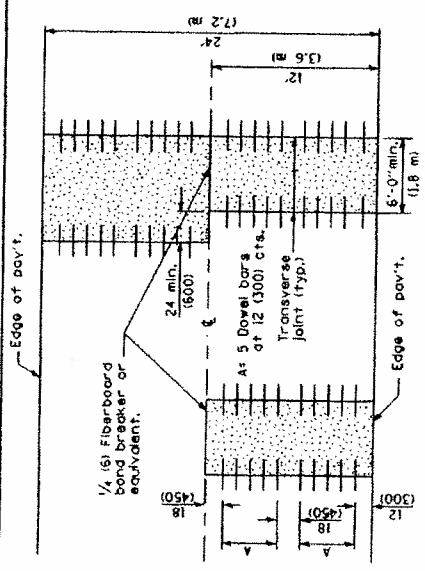 Edge of pav't.
24'
(7.2 m)
12'
(3.6 m)
1/4 (6) Fiberboard
bond breaker or
equivalent.
24 min.
(600)
℄
A= 5 Dowel bars
at 12 (300) cts.
Transverse
joint (typ.)
6'-0" min.
(1.8 m)
Edge of pav't.
18
(450)
A
18
(450)
A
12
(300)